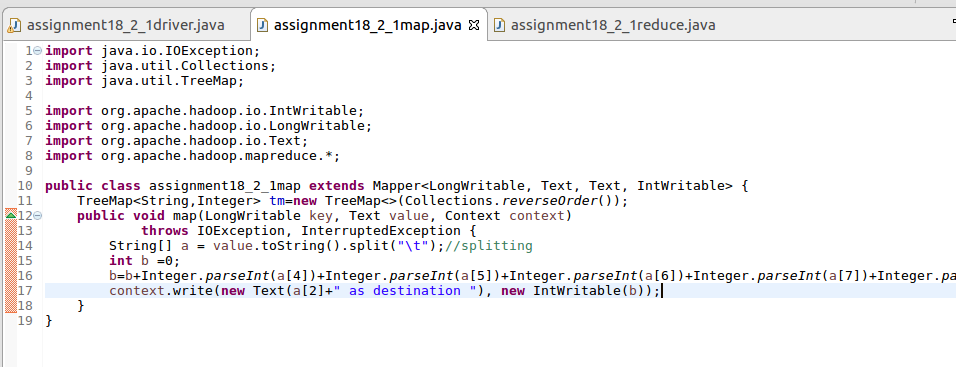 assignment18_2_1driver.java assignment18_2_1map.java assignment18_2_1reduce.java
1 import java.io.IOException;
2 import java.util.Collections;
3 import java.util.TreeMap;
4
5 import org.apache.hadoop.io.IntWritable;
6 import org.apache.hadoop.io.LongWritable;
7 import org.apache.hadoop.io.Text;
8 import org.apache.hadoop.mapreduce.*;
9
10 public class assignment18_2_1map extends Mapper<LongWritable, Text, Text, IntWritable> {
11 TreeMap<String,Integer> tm=new TreeMap<>(Collections.reverseOrder());
12 public void map(LongWritable key, Text value, Context context)
13 throws IOException, InterruptedException {
14 String[] a = value.toString().split("\t");//splitting
15 int b =0;
16 b=b+Integer.parseInt(a[4])+Integer.parseInt(a[5])+Integer.parseInt(a[6])+Integer.parseInt(a[7])+Integer.pa
17 context.write(new Text(a[2]+" as destination "), new IntWritable(b));
18 }
19 }